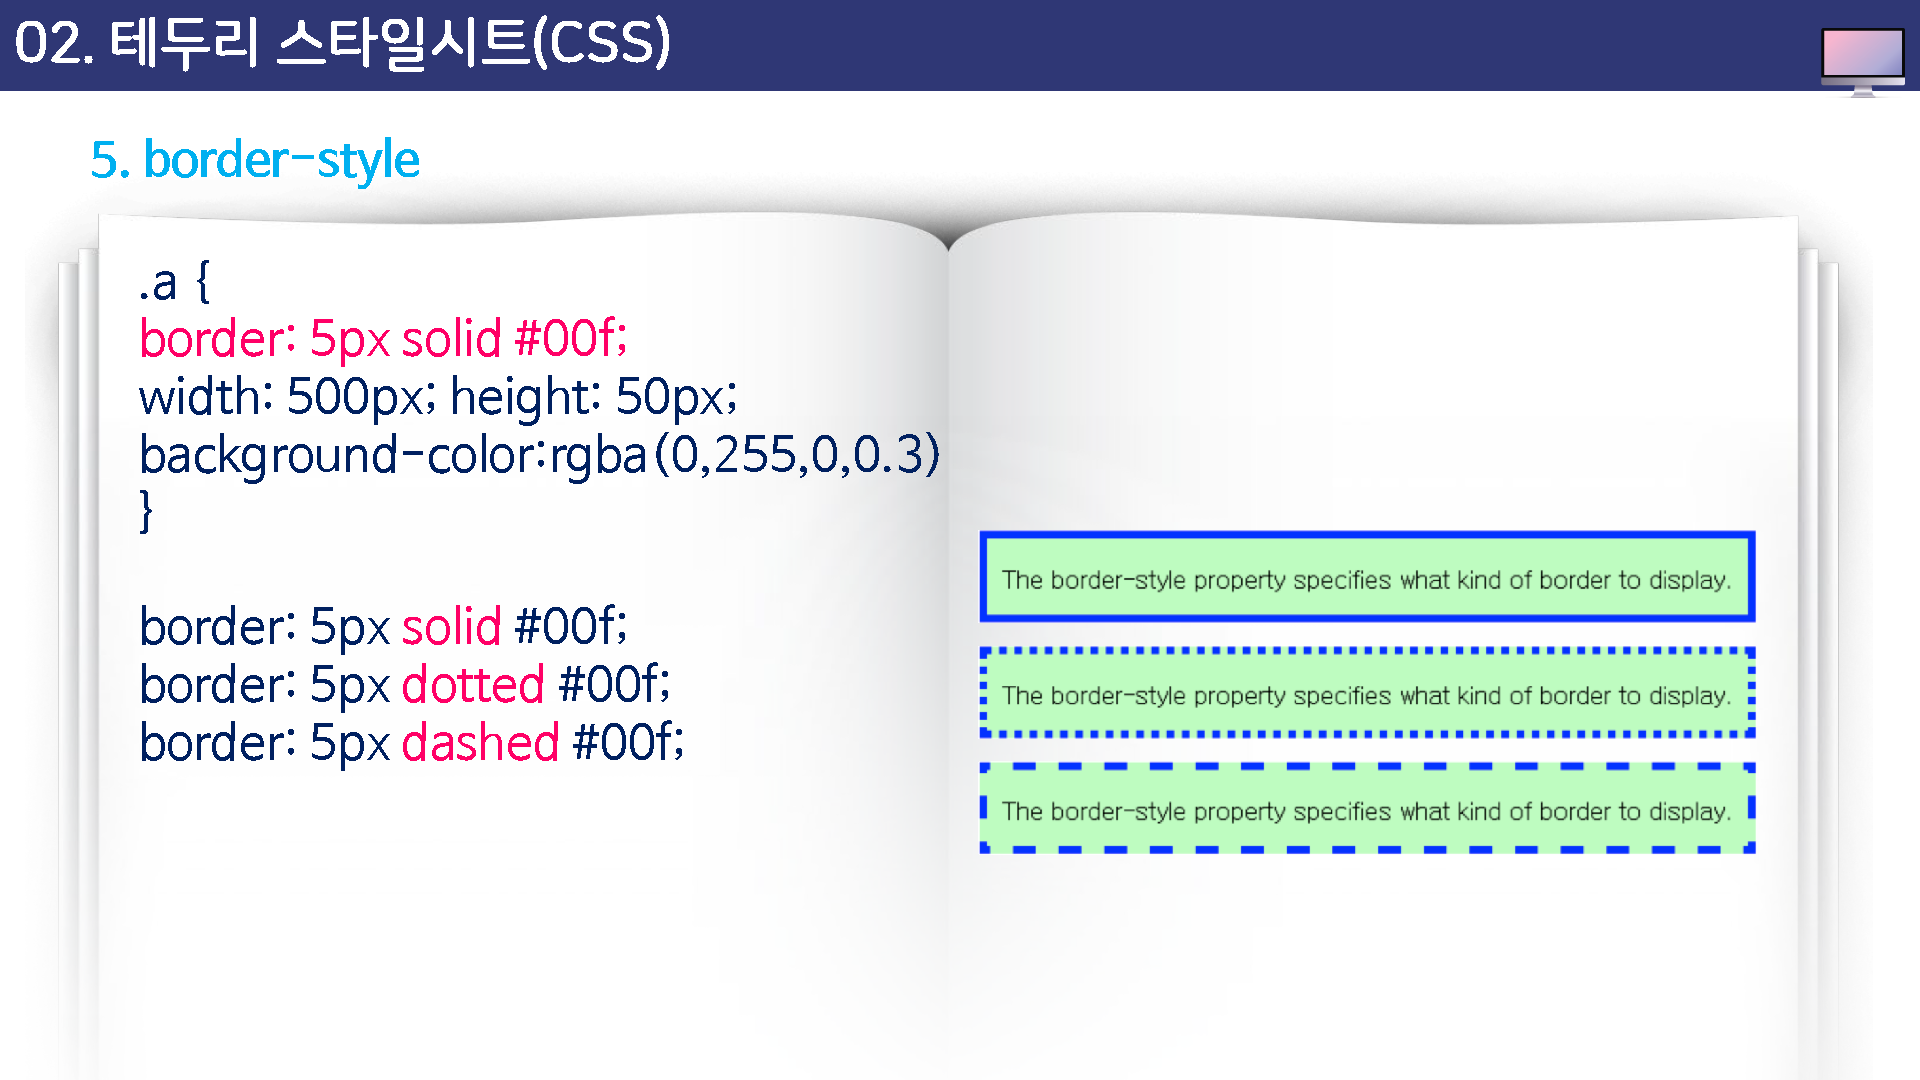 02. 테두리 스타일시트(CSS)
5. border-style
.a {
border: 5px solid #00f;
width: 500px; height: 50px;
background-color:rgba(0,255,0,0.3)
}
border: 5px solid #00f;
border: 5px dotted #00f;
border: 5px dashed #00f;
The border-style property specifies what kind of border to display.
The border-style property specifies what kind of border to display.
The border-style property specifies what kind of border to display.